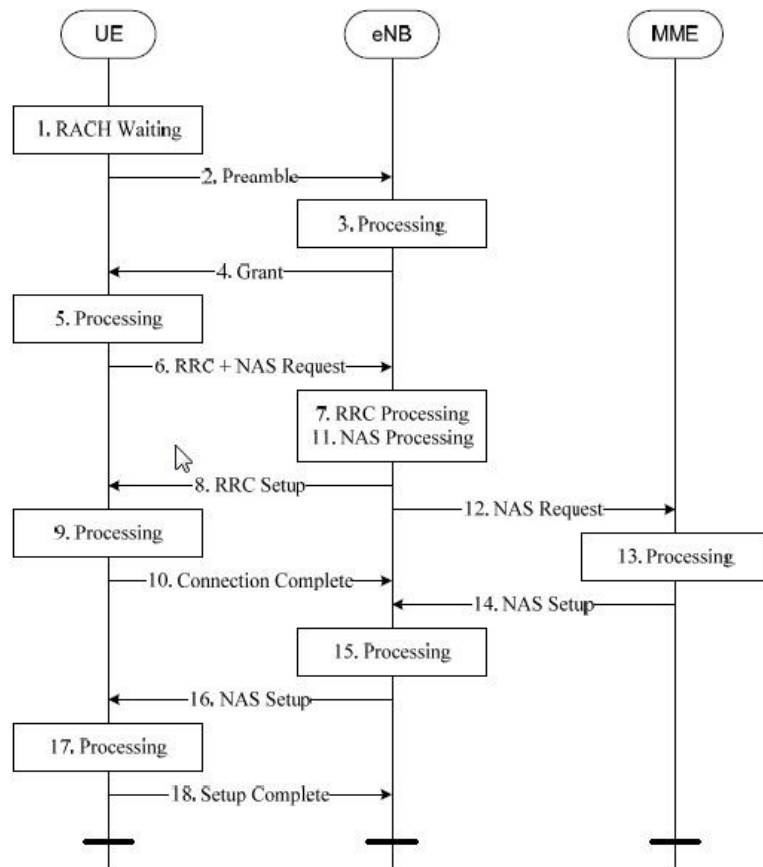 UE
eNB
MME
1. RACH Waiting
2. Preamble
3. Processing
4. Grant
5. Processing
6. RRC + NAS Request
7. RRC Processing
11. NAS Processing
8. RRC Setup
12. NAS Request
9. Processing
13. Processing
10. Connection Complete
14. NAS Setup
15. Processing
16. NAS Setup
17. Processing
18. Setup Complete